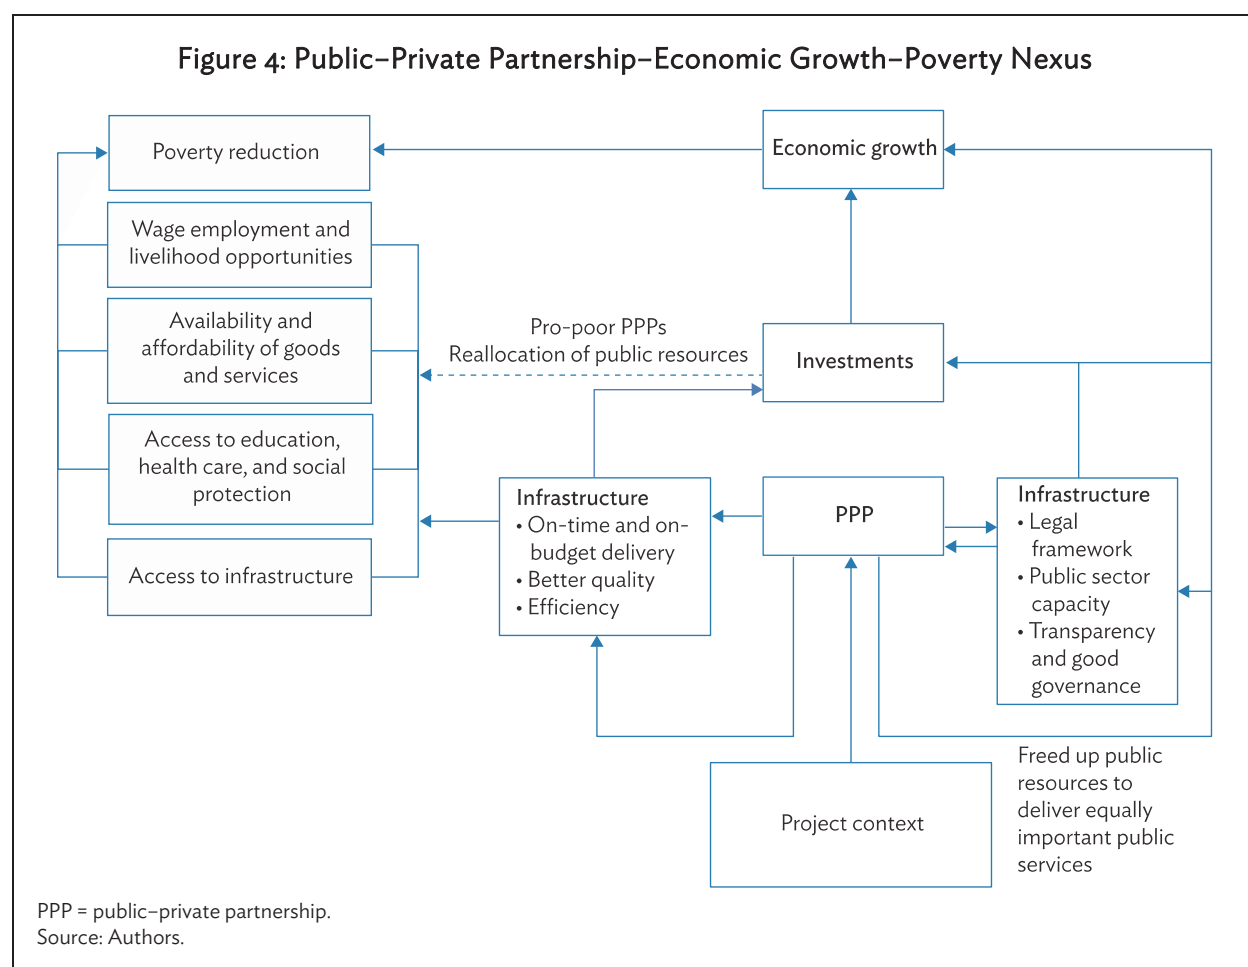 Figure 4: Public–Private Partnership–Economic Growth–Poverty Nexus
Poverty reduction
Economic growth
Wage employment and
livelihood opportunities
Availability and
affordability of goods
and services
Pro-poor PPPs
Reallocation of public resources
Investments
Access to education,
health care, and social
protection
Access to infrastructure
Infrastructure
• On-time and on-
budget delivery
• Better quality
• Efficiency
PPP
Infrastructure
• Legal
framework
• Public sector
capacity
• Transparency
and good
governance
Project context
Freed up public
resources to
deliver equally
important public
services
PPP = public–private partnership.
Source: Authors.